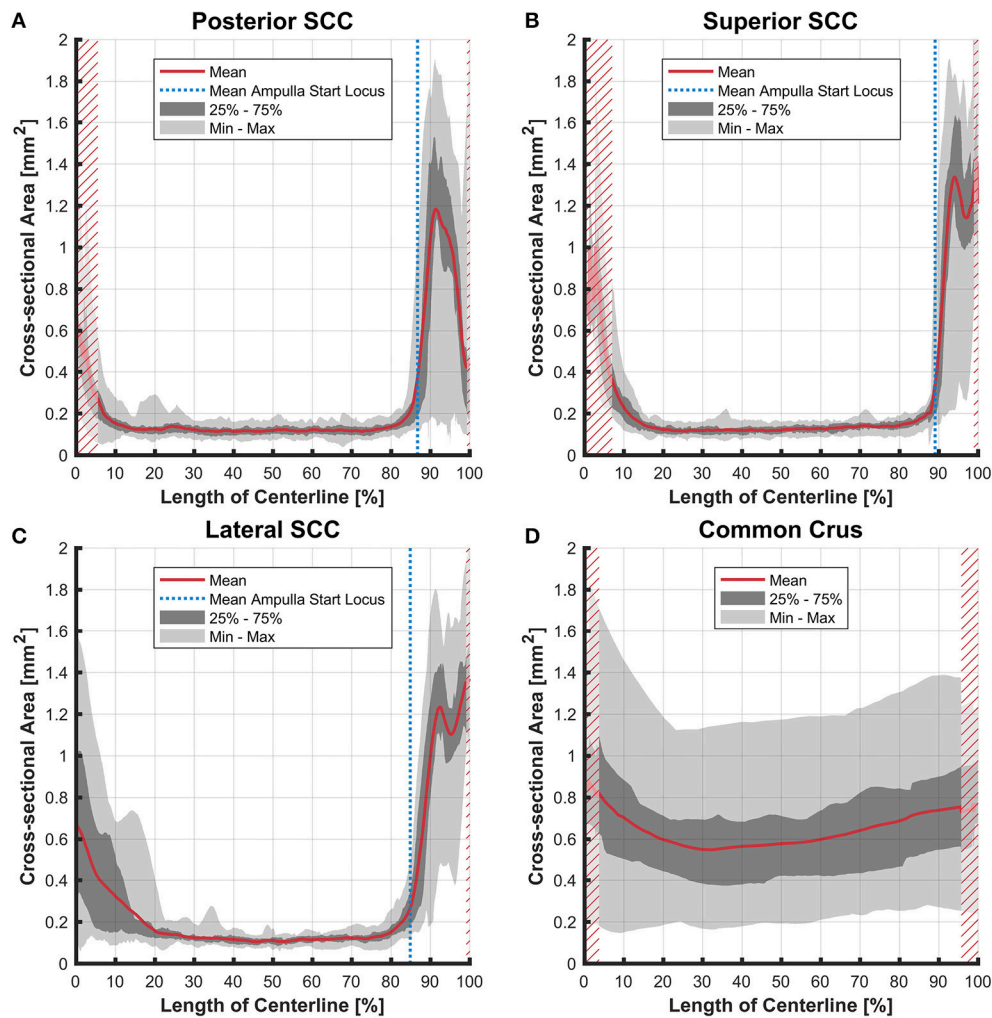 A
Posterior SCC
Cross-sectional Area [mm²]
2
1.8
1.6
1.4
1.2
1
0.8
0.6
0.4
0.2
0
Mean
Mean Ampulla Start Locus
25% - 75%
Min - Max
0 10 20 30 40 50 60 70 80 90 100
Length of Centerline [%]
B
Superior SCC
Cross-sectional Area [mm²]
2
1.8
1.6
1.4
1.2
1
0.8
0.6
0.4
0.2
0
Mean
Mean Ampulla Start Locus
25% - 75%
Min - Max
0 10 20 30 40 50 60 70 80 90 100
Length of Centerline [%]
C
Lateral SCC
Cross-sectional Area [mm²]
2
1.8
1.6
1.4
1.2
1
0.8
0.6
0.4
0.2
0
Mean
Mean Ampulla Start Locus
25% - 75%
Min - Max
0 10 20 30 40 50 60 70 80 90 100
Length of Centerline [%]
D
Common Crus
Cross-sectional Area [mm²]
2
1.8
1.6
1.4
1.2
1
0.8
0.6
0.4
0.2
0
Mean
25% - 75%
Min - Max
0 10 20 30 40 50 60 70 80 90 100
Length of Centerline [%]